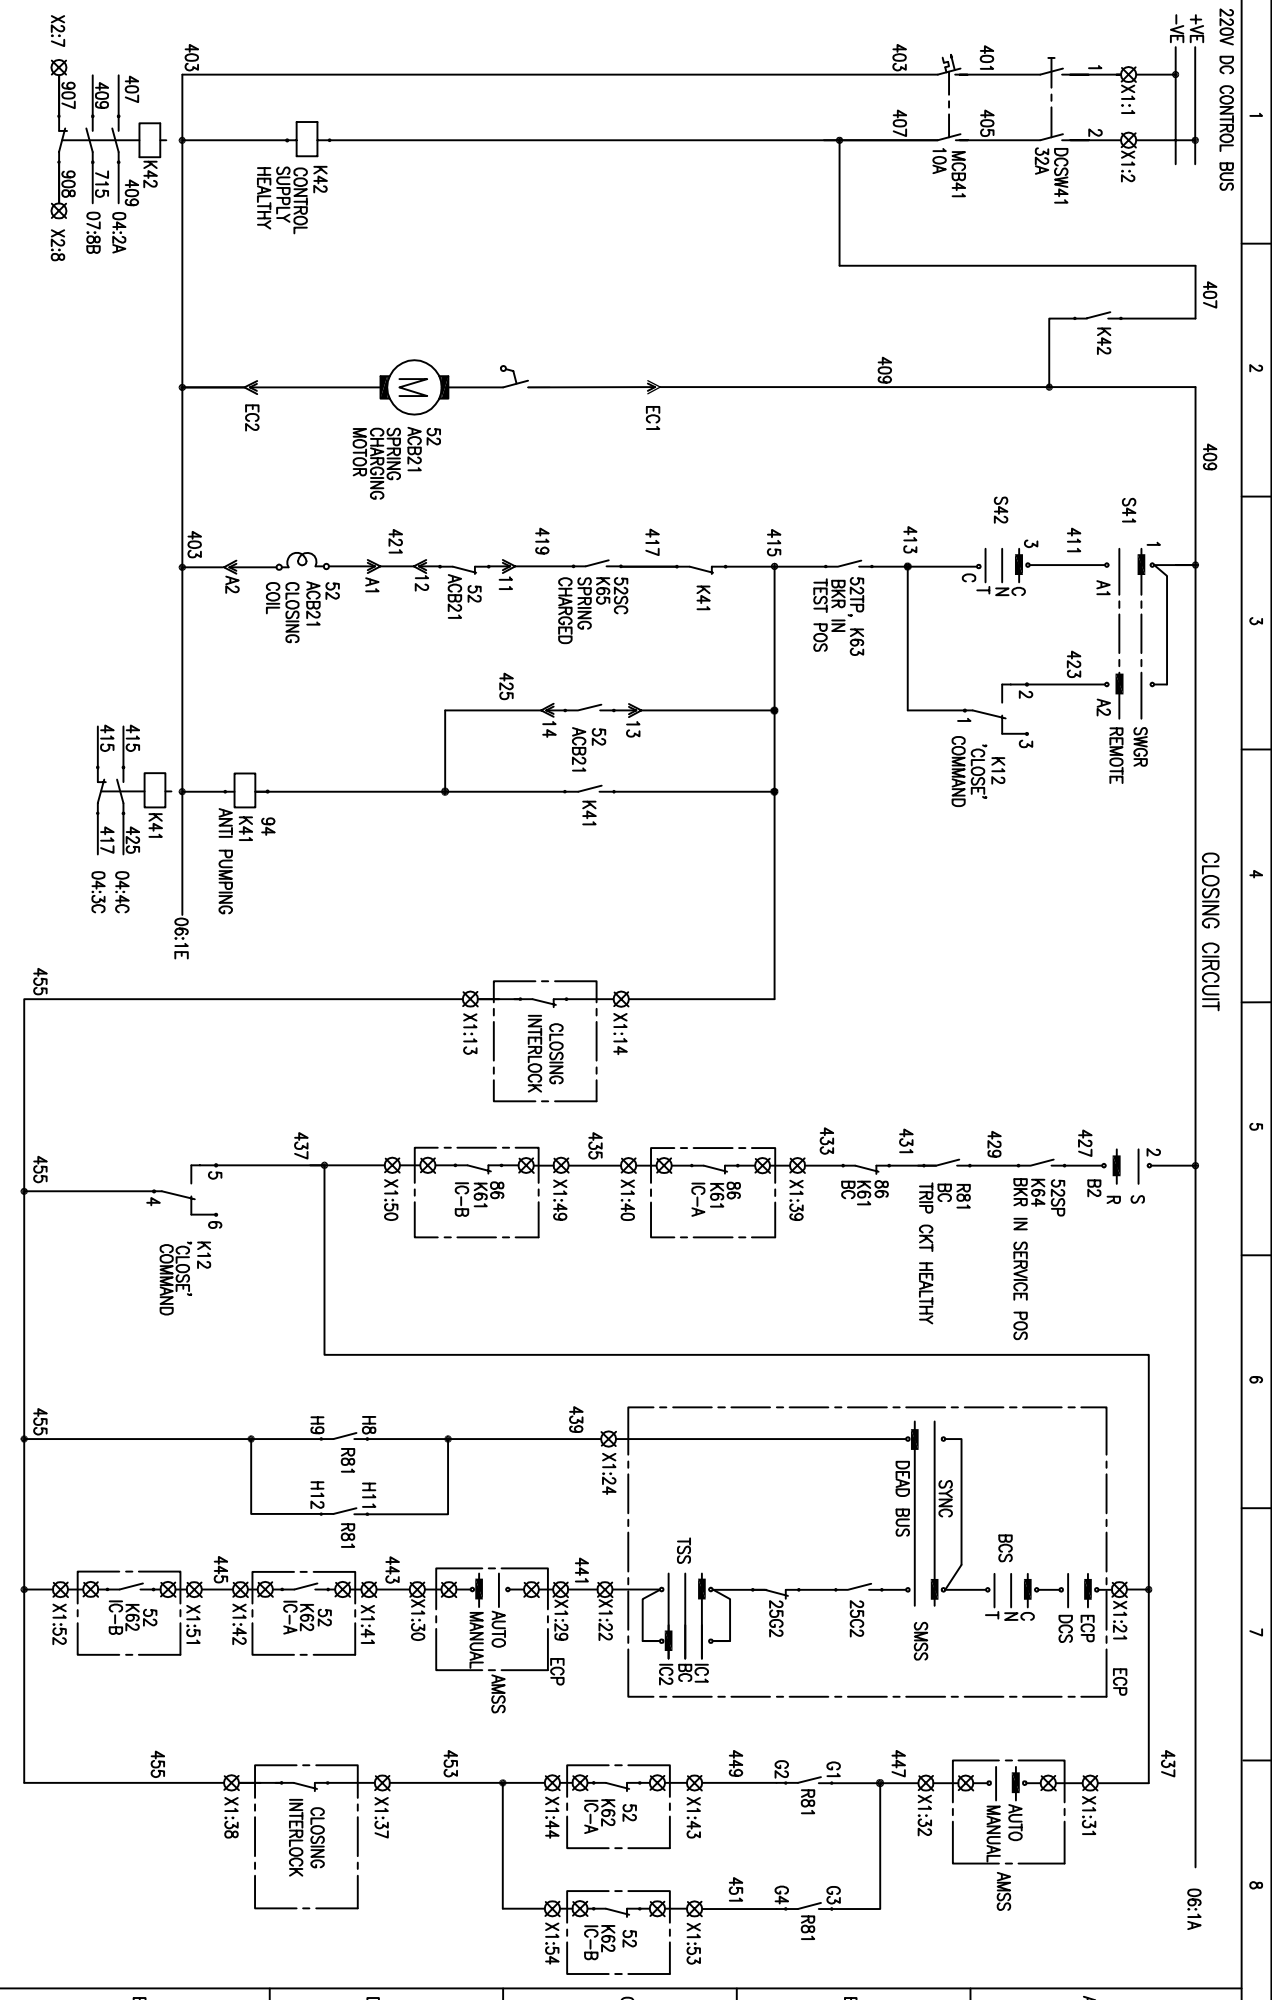 1
2
3
4
5
6
7
8
220V DC CONTROL BUS
+VE
-VE
CLOSING CIRCUIT
X1:1
X1:2
1
2
DCSW41
32A
401
405
MCB41
10A
403
407
K42
CONTROL
SUPPLY
HEALTHY
403
K42
407
409
04:2A
409
715
07:8B
X2:7
907
908
X2:8
407
K42
409
409
EC1
52
ACB21
SPRING
CHARGING
MOTOR
EC2
S41
1
SWGR
REMOTE
A1
A2
411
423
S42
3
C
N
T
C
2
3
1
K12
'CLOSE'
COMMAND
413
52TP, K63
BKR IN
TEST POS
415
K41
417
52SC
K65
SPRING
CHARGED
419
11
52
ACB21
12
421
A1
52
ACB21
CLOSING
COIL
A2
403
13
52
ACB21
14
425
K41
94
K41
ANTI PUMPING
06:1E
K41
415
425
04:4C
415
417
04:3C
X1:14
CLOSING
INTERLOCK
X1:13
455
2
S
R
B2
427
52SP
K64
BKR IN SERVICE POS
429
R81
BC
TRIP CKT HEALTHY
431
86
K61
BC
433
X1:39
86
K61
IC-A
X1:40
435
X1:49
86
K61
IC-B
X1:50
437
5
6
4
K12
'CLOSE'
COMMAND
455
X1:21
ECP
ECP
DCS
BCS
C
N
T
SMSS
SYNC
DEAD BUS
25C2
25G2
TSS
IC1
BC
IC2
439
X1:24
H8
R81
H9
H11
R81
H12
455
X1:22
441
X1:29
ECP
AUTO
MANUAL
AMSS
X1:30
443
X1:41
52
K62
IC-A
X1:42
445
X1:51
52
K62
IC-B
X1:52
437
X1:31
AUTO
MANUAL
AMSS
X1:32
447
G1
R81
G2
449
X1:43
52
K62
IC-A
X1:44
G3
R81
G4
451
X1:53
52
K62
IC-B
X1:54
453
X1:37
CLOSING
INTERLOCK
X1:38
455
06:1A